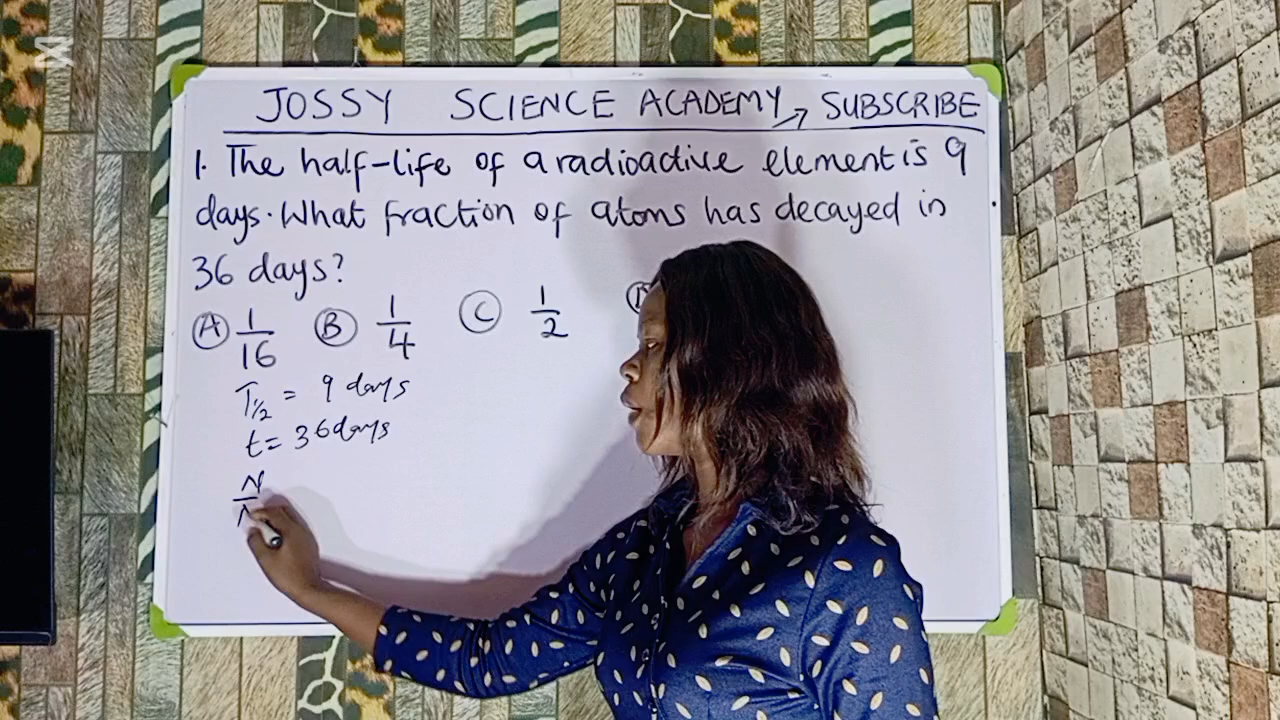 JOSSY SCIENCE ACADEMY → SUBSCRIBE
1. The half-life of a radioactive element is 9
days. What fraction of atoms has decayed in
36 days?
(A) 1/16 (B) 1/4 (C) 1/2
T1/2 = 9 days
t = 36 days
N